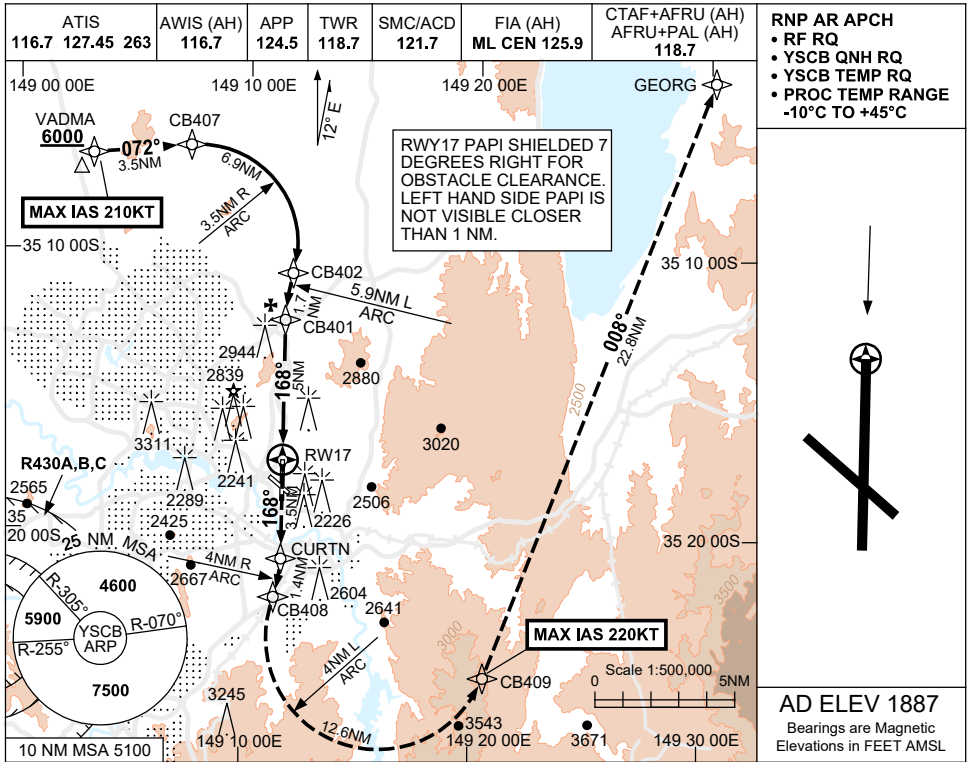 ATIS
116.7 127.45 263
AWIS (AH)
116.7
APP
124.5
TWR
118.7
SMC/ACD
121.7
FIA (AH)
ML CEN 125.9
CTAF+AFRU (AH)
AFRU+PAL (AH)
118.7
RNP AR APCH
• RF RQ
• YSCB QNH RQ
• YSCB TEMP RQ
• PROC TEMP RANGE
-10°C TO +45°C
149 00 00E
149 10 00E
149 20 00E
GEORG
VADMA
6000
CB407
072°
3.5NM
6.9NM
12° E
MAX IAS 210KT
3.5NM R
ARC
RWY17 PAPI SHIELDED 7
DEGREES RIGHT FOR
OBSTACLE CLEARANCE.
LEFT HAND SIDE PAPI IS
NOT VISIBLE CLOSER
THAN 1 NM.
35 10 00S
35 10 00S
CB402
1.7
NM
5.9NM L
ARC
CB401
2944
2839
168°
5NM
2880
008°
22.8NM
2500
3311
3020
2241
2289
RW17
R430A,B,C
2565
35
20 00S
2425
168°
3.5NM
2226
2506
35 20 00S
25 NM MSA
2667
4NM R
ARC
CURTN
1.4NM
2604
CB408
2641
3500
3000
4600
5900
7500
R-305°
R-070°
R-255°
YSCB
ARP
MAX IAS 220KT
4NM L
ARC
CB409
Scale 1:500,000
0
5NM
3245
12.6NM
3543
3671
10 NM MSA 5100
149 10 00E
149 20 00E
149 30 00E
AD ELEV 1887
Bearings are Magnetic
Elevations in FEET AMSL